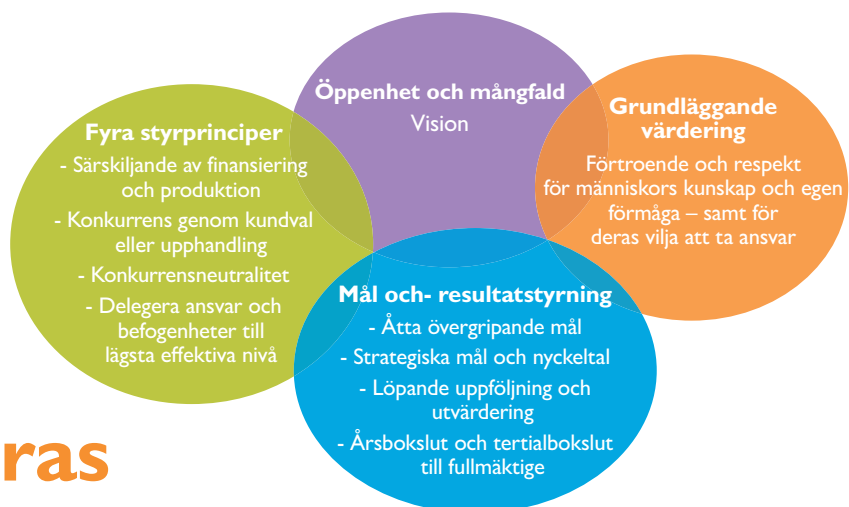 Öppenhet och mångfald
Vision
Fyra styrprinciper
- Särskiljande av finansiering
och produktion
- Konkurrens genom kundval
eller upphandling
- Konkurrensneutralitet
- Delegera ansvar och
befogenheter till
lägsta effektiva nivå
Grundläggande
värdering
Förtroende och respekt
för människors kunskap och egen
förmåga – samt för
deras vilja att ta ansvar
Mål och- resultatstyrning
- Åtta övergripande mål
- Strategiska mål och nyckeltal
- Löpande uppföljning och
utvärdering
- Årsbokslut och tertialbokslut
till fullmäktige
ras